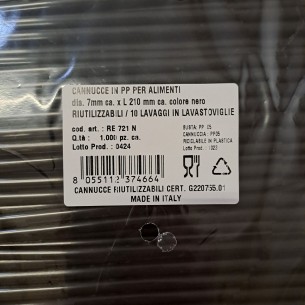 CANNUCCE IN PP PER ALIMENTI
dia. 7mm ca. x L 210 mm ca. colore nero
RIUTILIZZABILI / 10 LAVAGGI IN LAVASTOVIGLIE
cod. art. : RE 721 N
Q.tà : 1.000 pz. ca.
Lotto Prod. : 0424
BUSTA: PP 05
CANNUCCIA: PP05
RICICLABILE IN PLASTICA
Lotto Prod.
8 055112 374664
CANNUCCE RIUTILIZZABILI CERT. G220755.01
MADE IN ITALY